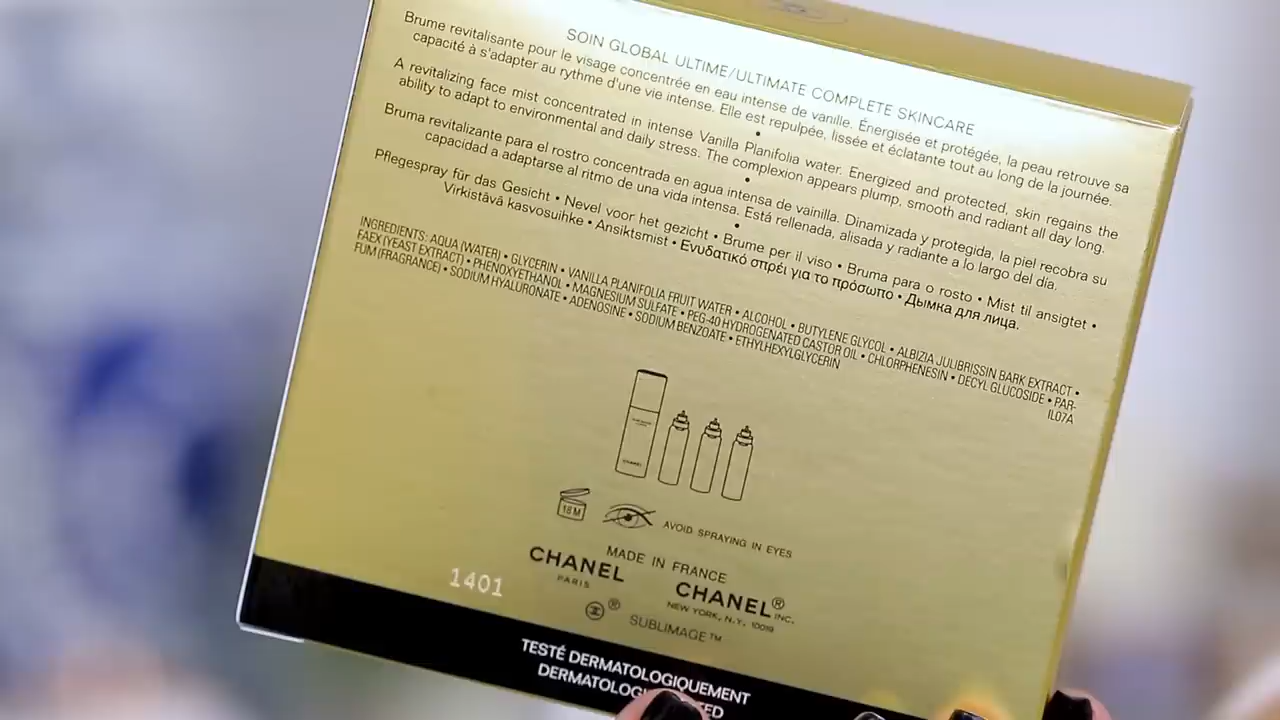 SOIN GLOBAL ULTIME/ULTIMATE COMPLETE SKINCARE
Brume revitalisante pour le visage concentrée en eau intense de vanille. Énergisée et protégée, la peau retrouve sa
capacité à s'adapter au rythme d'une vie intense. Elle est repulpée, lissée et éclatante tout au long de la journée.
•
A revitalizing face mist concentrated in intense Vanilla Planifolia water. Energized and protected, skin regains the
ability to adapt to environmental and daily stress. The complexion appears plump, smooth and radiant all day long.
•
Bruma revitalizante para el rostro concentrada en agua intensa de vainilla. Dinamizada y protegida, la piel recobra su
capacidad a adaptarse al ritmo de una vida intensa. Está rellenada, alisada y radiante a lo largo del día.
•
Pflegespray für das Gesicht • Nevel voor het gezicht • Brume per il viso • Bruma para o rosto • Mist til ansigtet •
Virkistävä kasvosuihke • Ansiktsmist • Ενυδατικό σπρέι για το πρόσωπο • Дымка для лица.
INGREDIENTS: AQUA (WATER) • GLYCERIN • VANILLA PLANIFOLIA FRUIT WATER • ALCOHOL • BUTYLENE GLYCOL • ALBIZIA JULIBRISSIN BARK EXTRACT •
FAEX (YEAST EXTRACT) • PHENOXYETHANOL • MAGNESIUM SULFATE • PEG-40 HYDROGENATED CASTOR OIL • CHLORPHENESIN • DECYL GLUCOSIDE • PAR-
FUM (FRAGRANCE) • SODIUM HYALURONATE • ADENOSINE • SODIUM BENZOATE • ETHYLHEXYLGLYCERIN
IL07A
CHANEL
18 M
AVOID SPRAYING IN EYES
MADE IN FRANCE
CHANEL
PARIS
CHANEL®
INC.
NEW YORK, N.Y. 10019
®
SUBLIMAGE™
1401
TESTÉ DERMATOLOGIQUEMENT